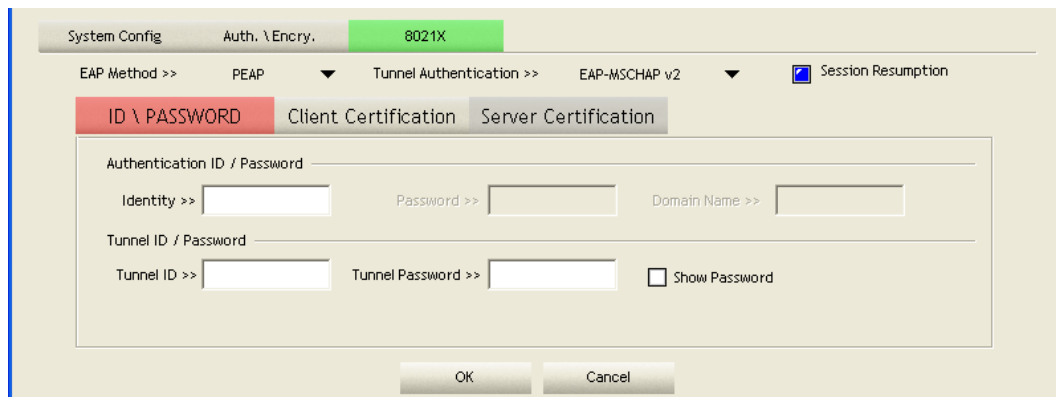 System Config Auth. \ Encry. 8021X
EAP Method >> PEAP Tunnel Authentication >> EAP-MSCHAP v2 Session Resumption
ID \ PASSWORD Client Certification Server Certification
Authentication ID / Password
Identity >> Password >> Domain Name >>
Tunnel ID / Password
Tunnel ID >> Tunnel Password >> Show Password
OK Cancel